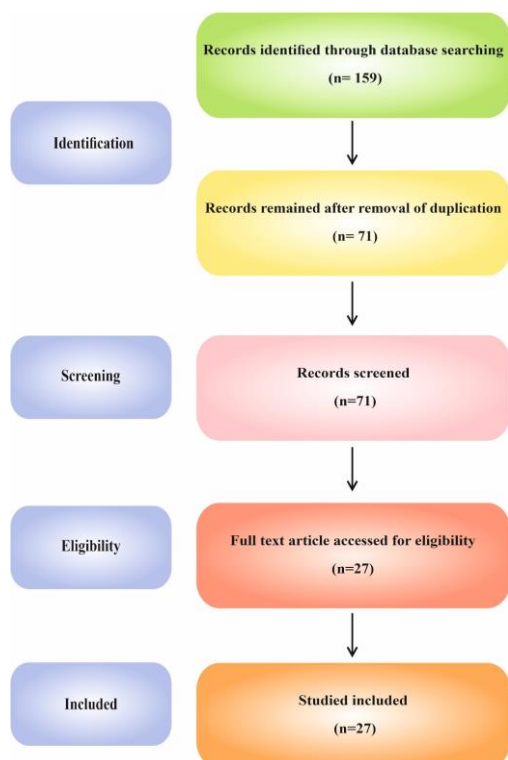 Records identified through database searching
(n= 159)
Identification
Records remained after removal of duplication
(n= 71)
Screening
Records screened
(n=71)
Eligibility
Full text article accessed for eligibility
(n=27)
Included
Studied included
(n=27)